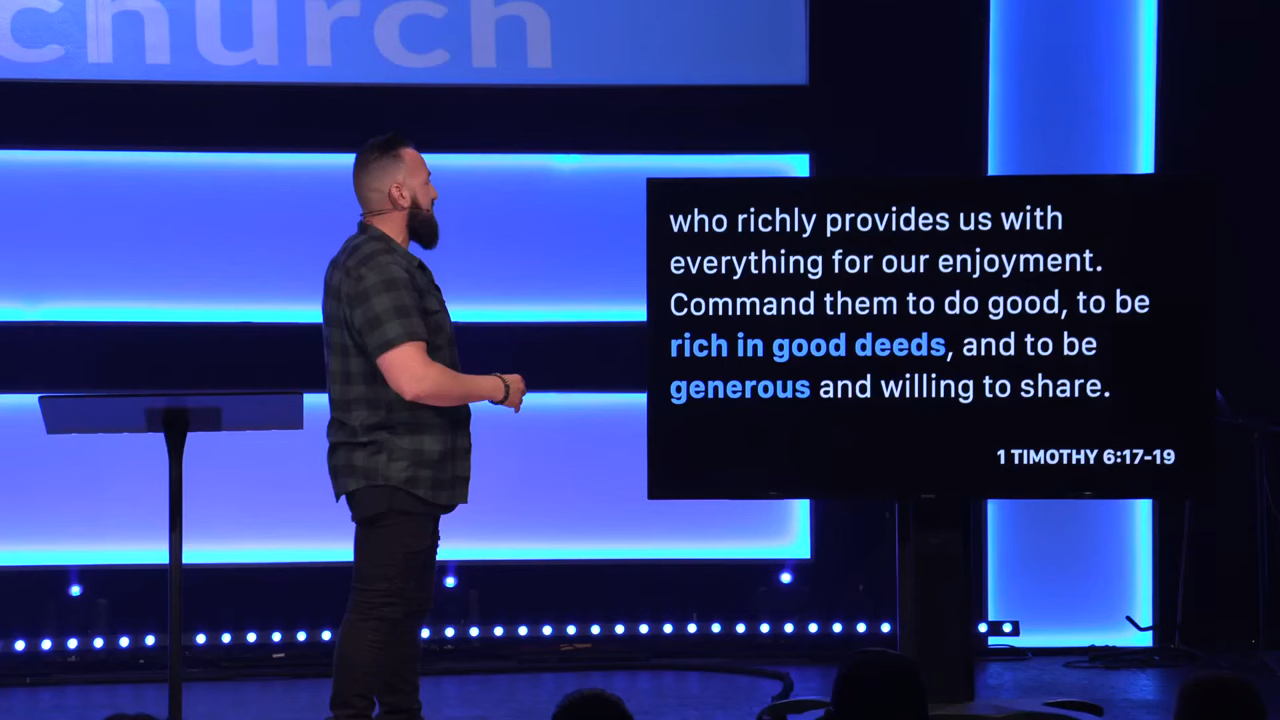 church
who richly provides us with
everything for our enjoyment.
Command them to do good, to be
rich in good deeds, and to be
generous and willing to share.
1 TIMOTHY 6:17-19